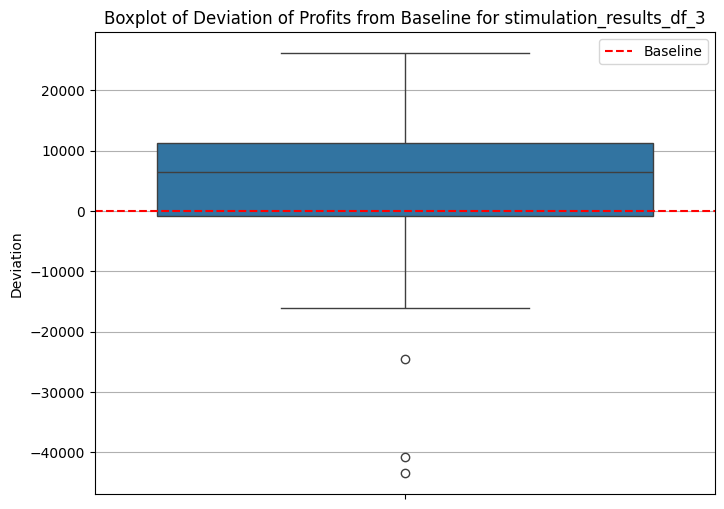 Boxplot of Deviation of Profits from Baseline for stimulation_results_df_3
Baseline
20000
10000
0
−10000
−20000
−30000
−40000
Deviation